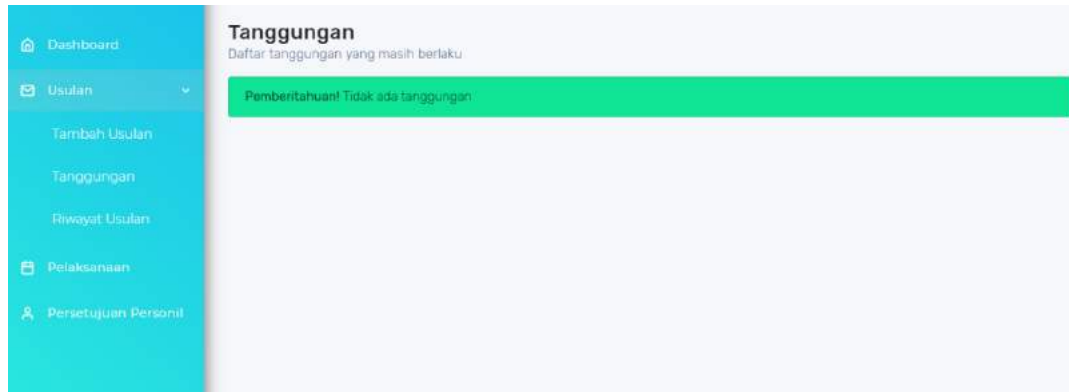 Dashboard
Usulan
Tambah Usulan
Tanggungan
Riwayat Usulan
Pelaksanaan
Persetujuan Personil
Tanggungan
Daftar tanggungan yang masih berlaku
Pemberitahuan! Tidak ada tanggungan